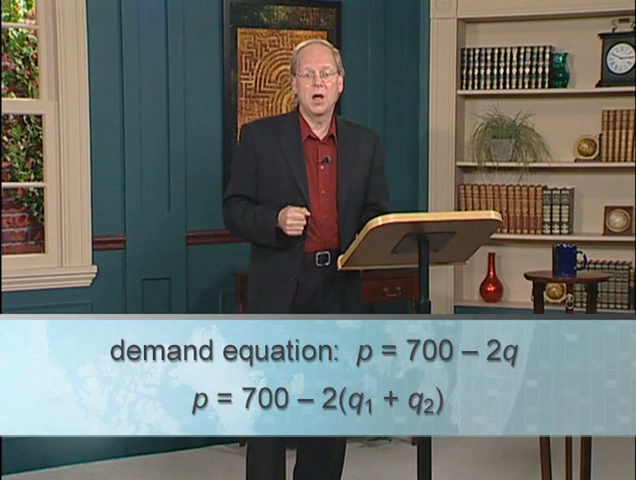 demand equation: p = 700 – 2q
p = 700 – 2(q₁ + q₂)